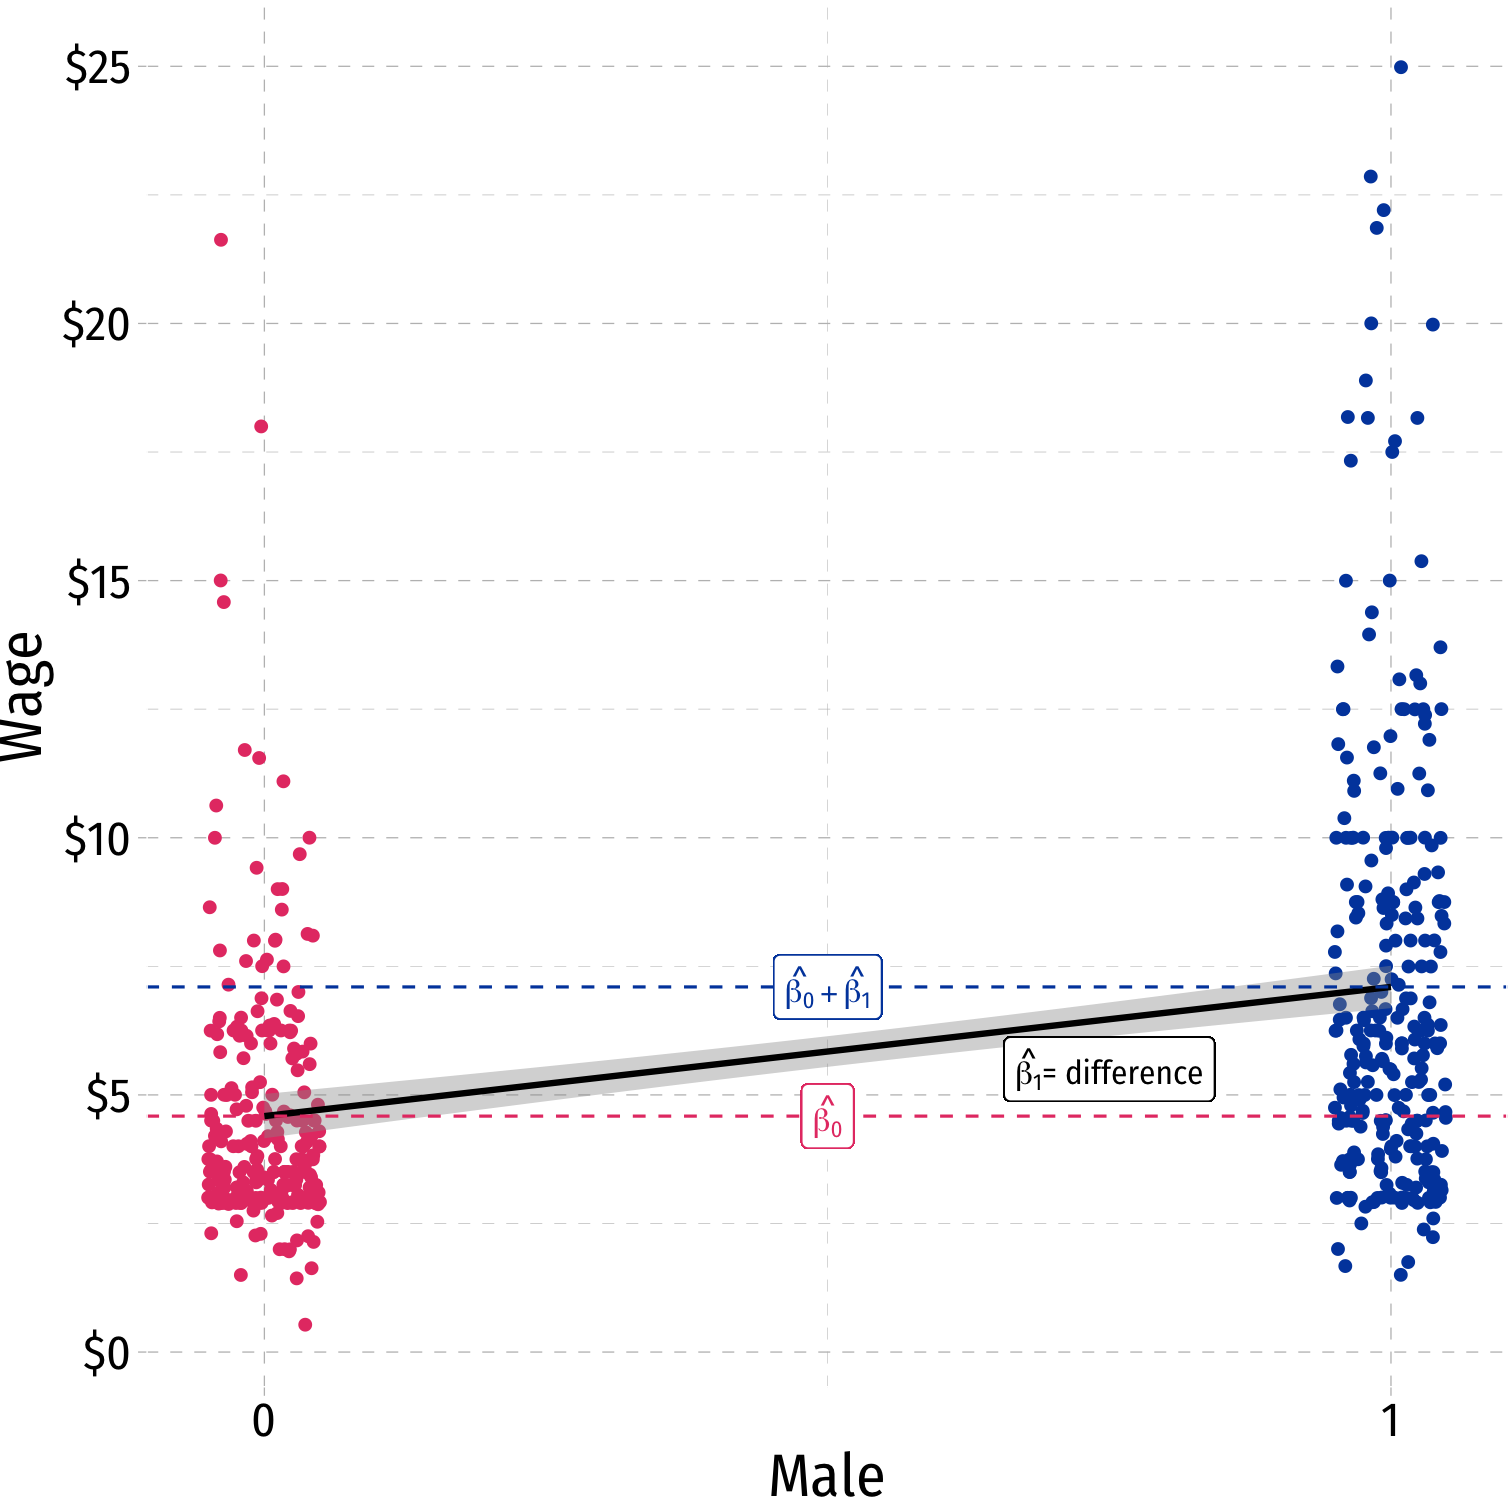 $25
$20
$15
$10
$5
$0
Wage
β̂₀ + β̂₁
β̂₁= difference
β̂₀
0
1
Male